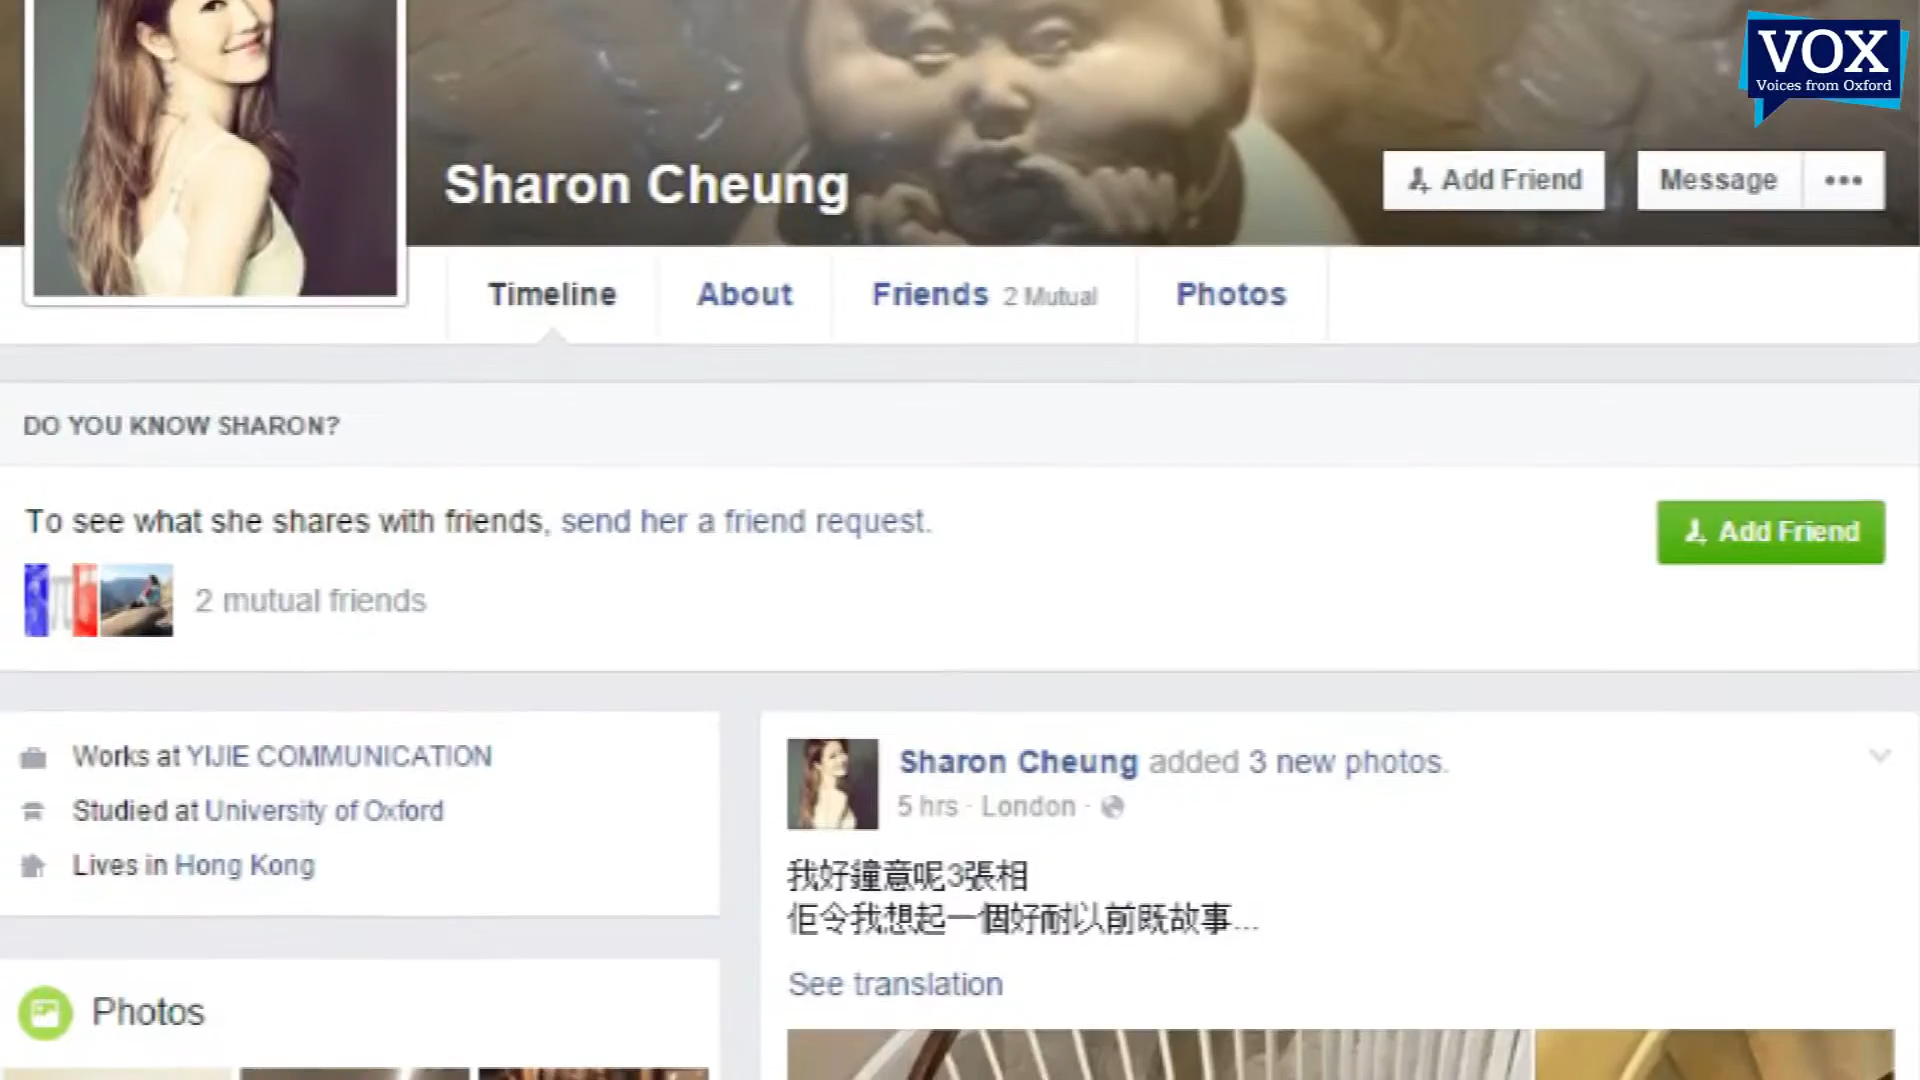 VOX
Voices from Oxford
Sharon Cheung
Add Friend
Message
Timeline
About
Friends 2 Mutual
Photos
DO YOU KNOW SHARON?
To see what she shares with friends, send her a friend request.
Add Friend
2 mutual friends
Works at YIJIE COMMUNICATION
Studied at University of Oxford
Lives in Hong Kong
Photos
Sharon Cheung added 3 new photos.
5 hrs · London ·
我好鐘意呢3張相
佢令我想起一個好耐以前既故事...
See translation